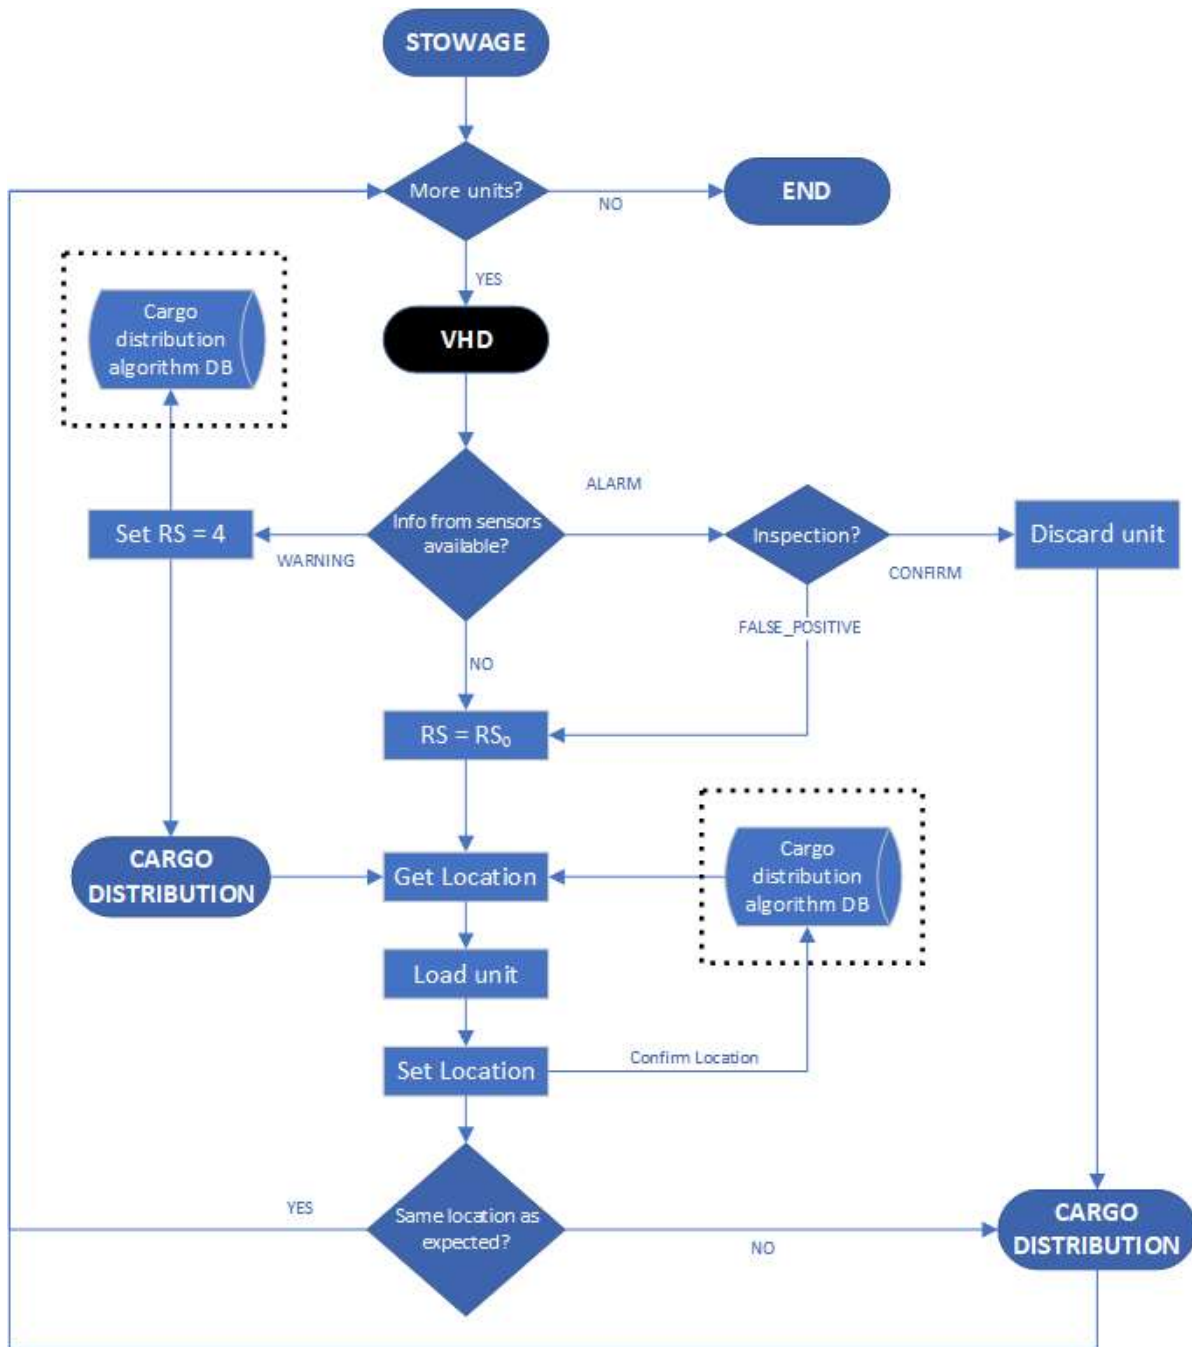 STOWAGE
More units?
NO
END
YES
Cargo
distribution
algorithm DB
VHD
ALARM
Set RS = 4
WARNING
Info from sensors
available?
Inspection?
CONFIRM
Discard unit
FALSE_POSITIVE
NO
RS = RS₀
CARGO
DISTRIBUTION
Get Location
Cargo
distribution
algorithm DB
Load unit
Set Location
Confirm Location
YES
Same location as
expected?
NO
CARGO
DISTRIBUTION